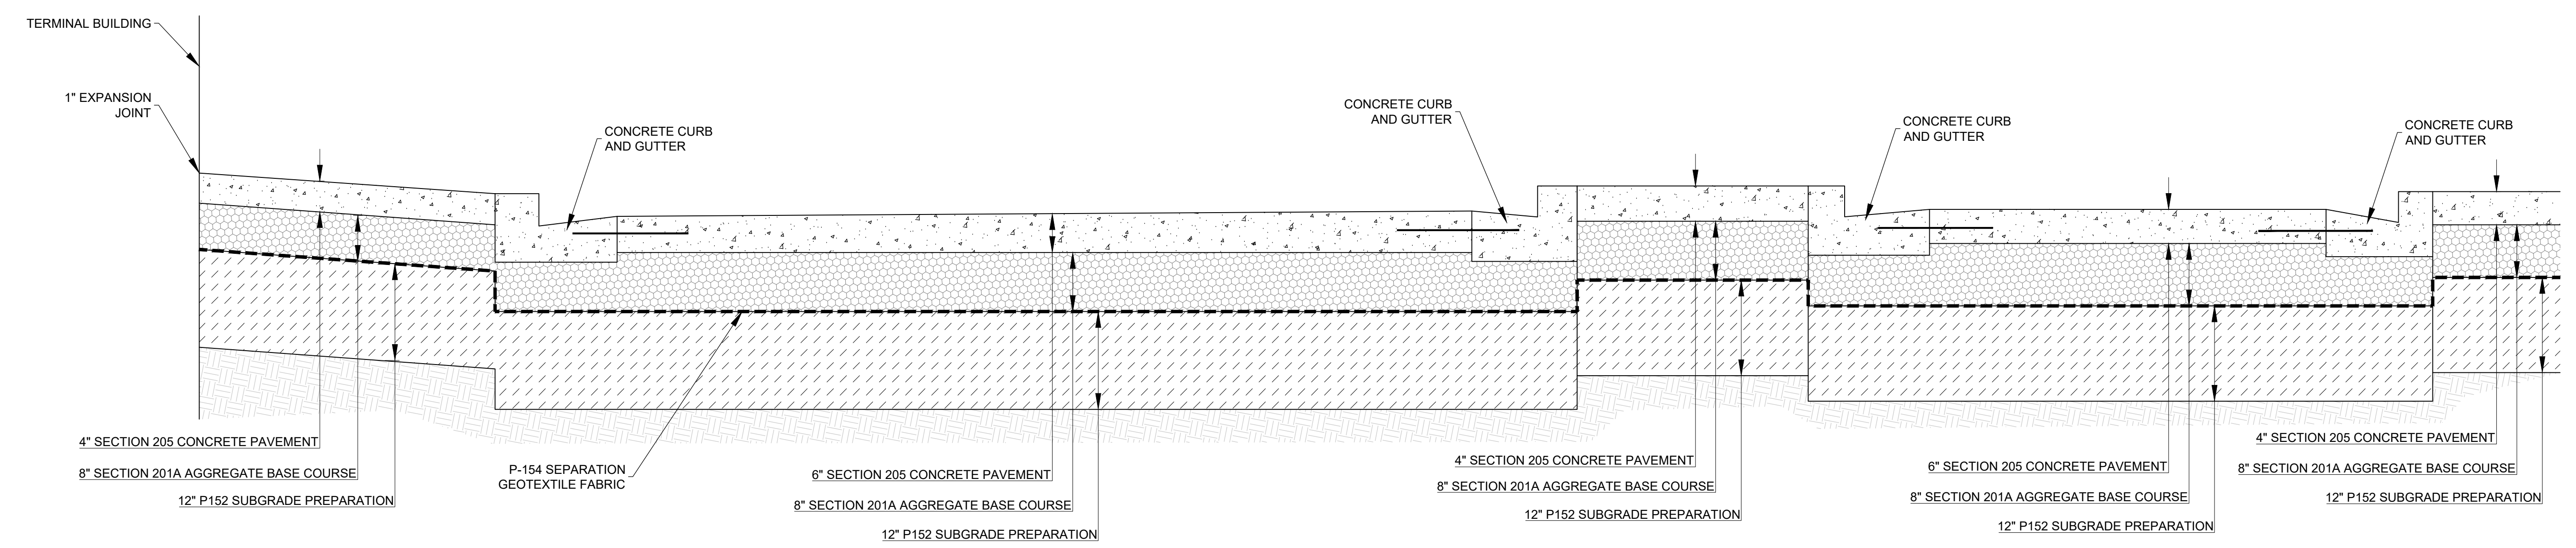 TERMINAL BUILDING
1" EXPANSION
JOINT
CONCRETE CURB
AND GUTTER
CONCRETE CURB
AND GUTTER
CONCRETE CURB
AND GUTTER
CONCRETE CURB
AND GUTTER
4" SECTION 205 CONCRETE PAVEMENT
8" SECTION 201A AGGREGATE BASE COURSE
12" P152 SUBGRADE PREPARATION
P-154 SEPARATION
GEOTEXTILE FABRIC
6" SECTION 205 CONCRETE PAVEMENT
8" SECTION 201A AGGREGATE BASE COURSE
12" P152 SUBGRADE PREPARATION
4" SECTION 205 CONCRETE PAVEMENT
8" SECTION 201A AGGREGATE BASE COURSE
12" P152 SUBGRADE PREPARATION
6" SECTION 205 CONCRETE PAVEMENT
8" SECTION 201A AGGREGATE BASE COURSE
12" P152 SUBGRADE PREPARATION
4" SECTION 205 CONCRETE PAVEMENT
8" SECTION 201A AGGREGATE BASE COURSE
12" P152 SUBGRADE PREPARATION